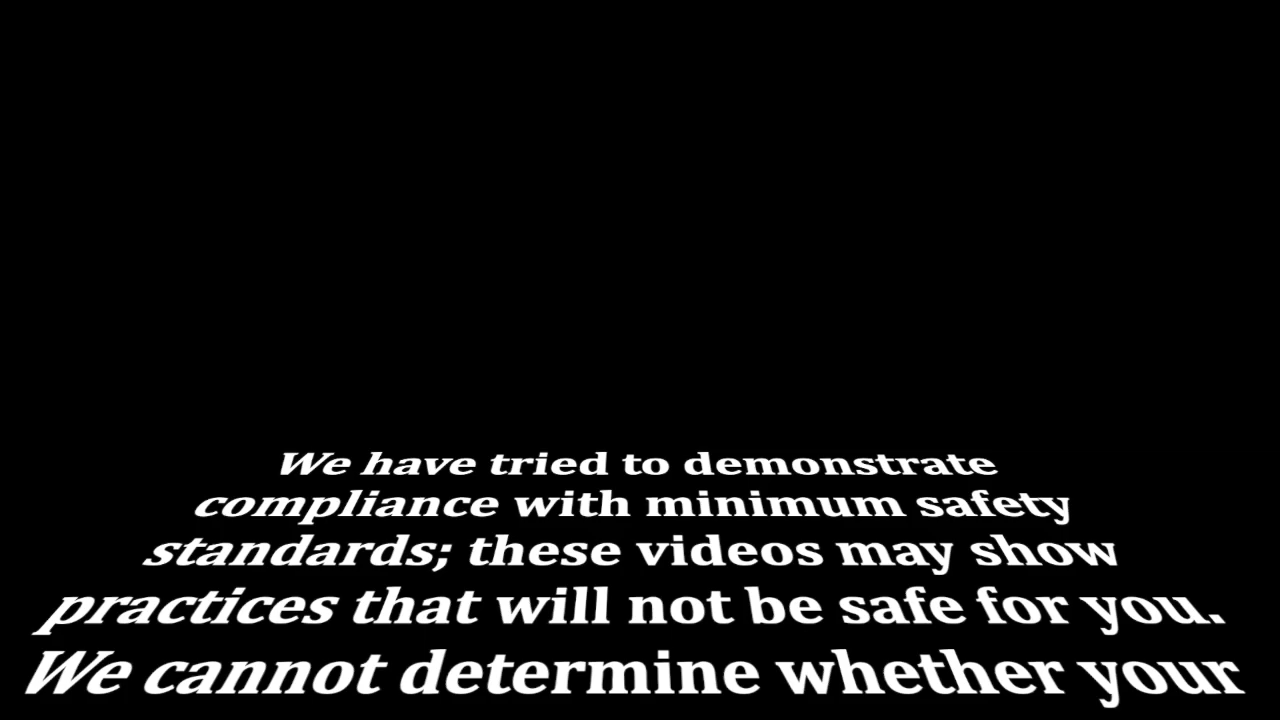 We have tried to demonstrate
compliance with minimum safety
standards; these videos may show
practices that will not be safe for you.
We cannot determine whether your